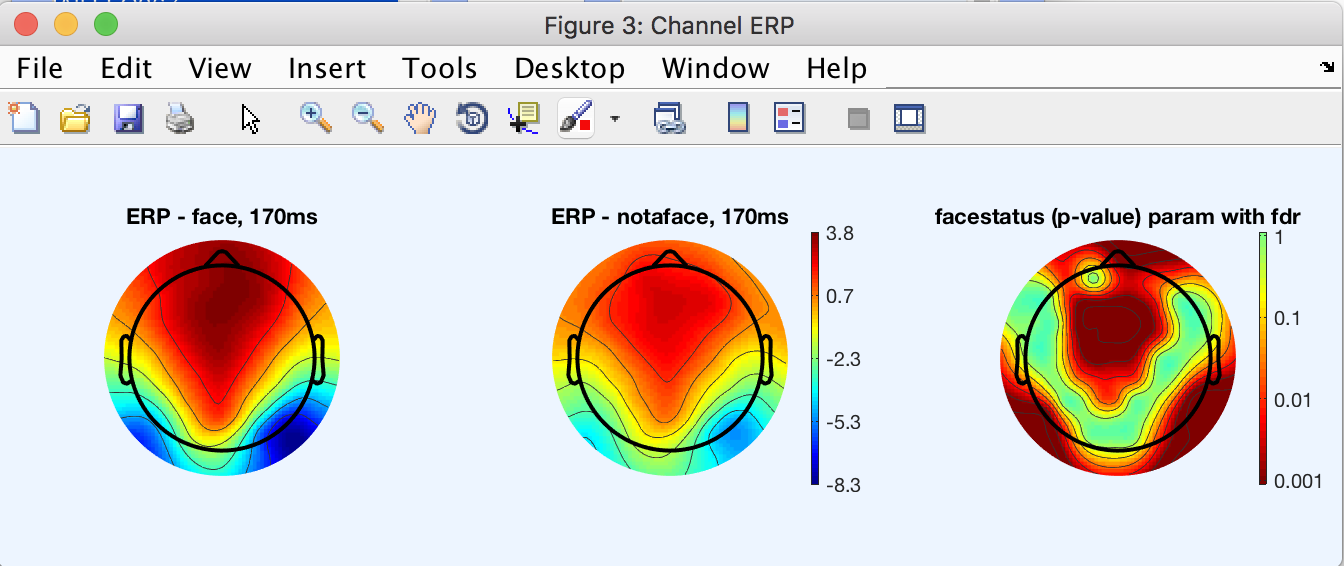 Figure 3: Channel ERP
File Edit View Insert Tools Desktop Window Help
ERP - face, 170ms
ERP - notaface, 170ms
3.8
0.7
-2.3
-5.3
-8.3
facestatus (p-value) param with fdr
1
0.1
0.01
0.001